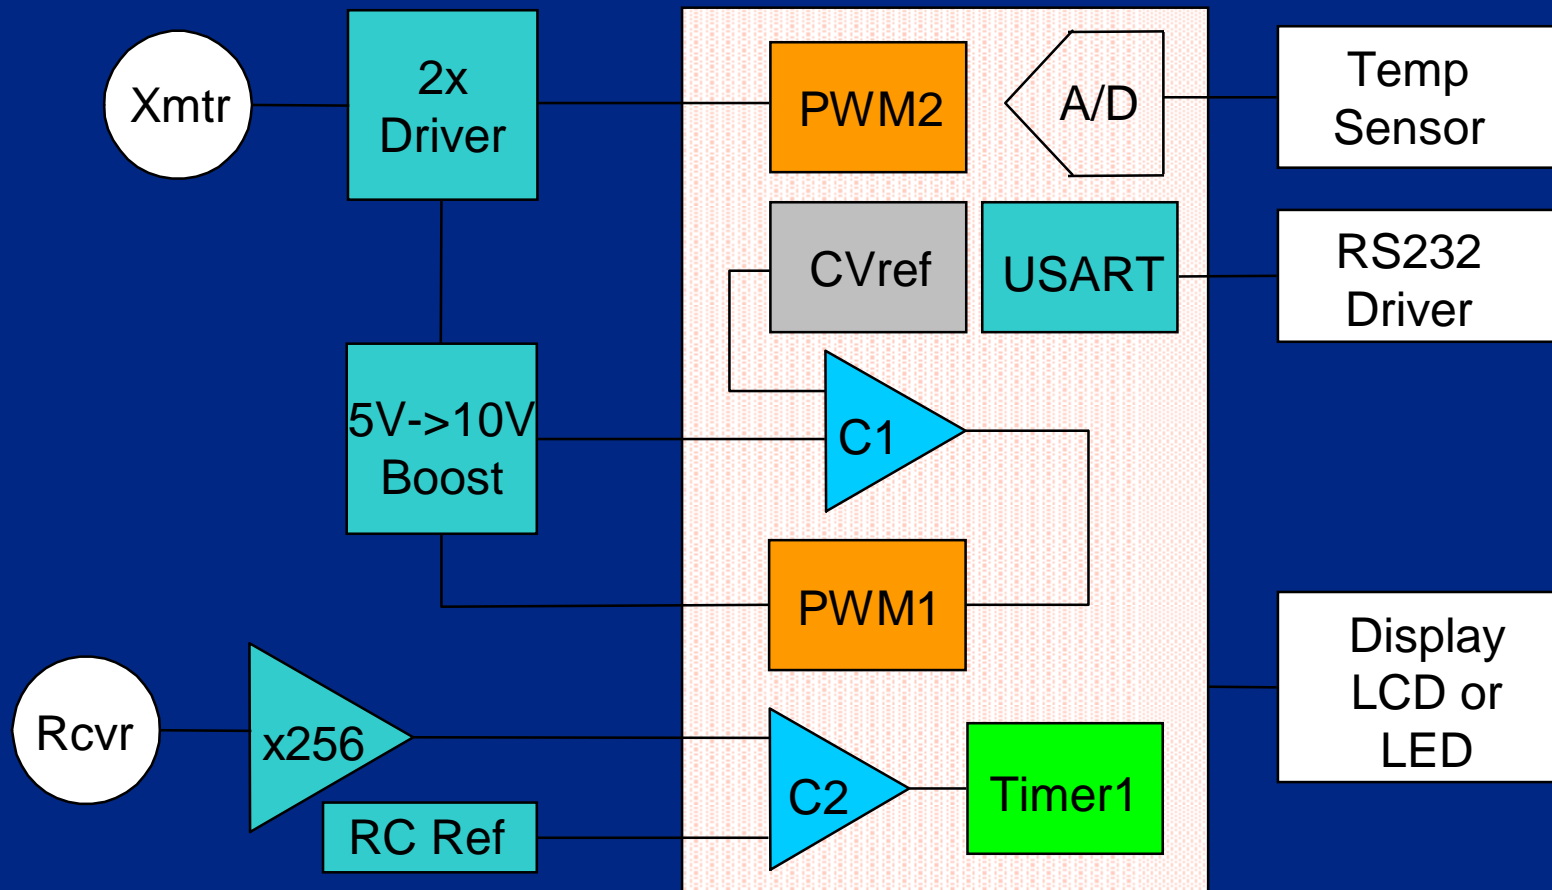 Xmtr
2x
Driver
PWM2
A/D
Temp
Sensor
CVref
USART
RS232
Driver
5V->10V
Boost
C1
PWM1
Display
LCD or
LED
Rcvr
x256
C2
Timer1
RC Ref